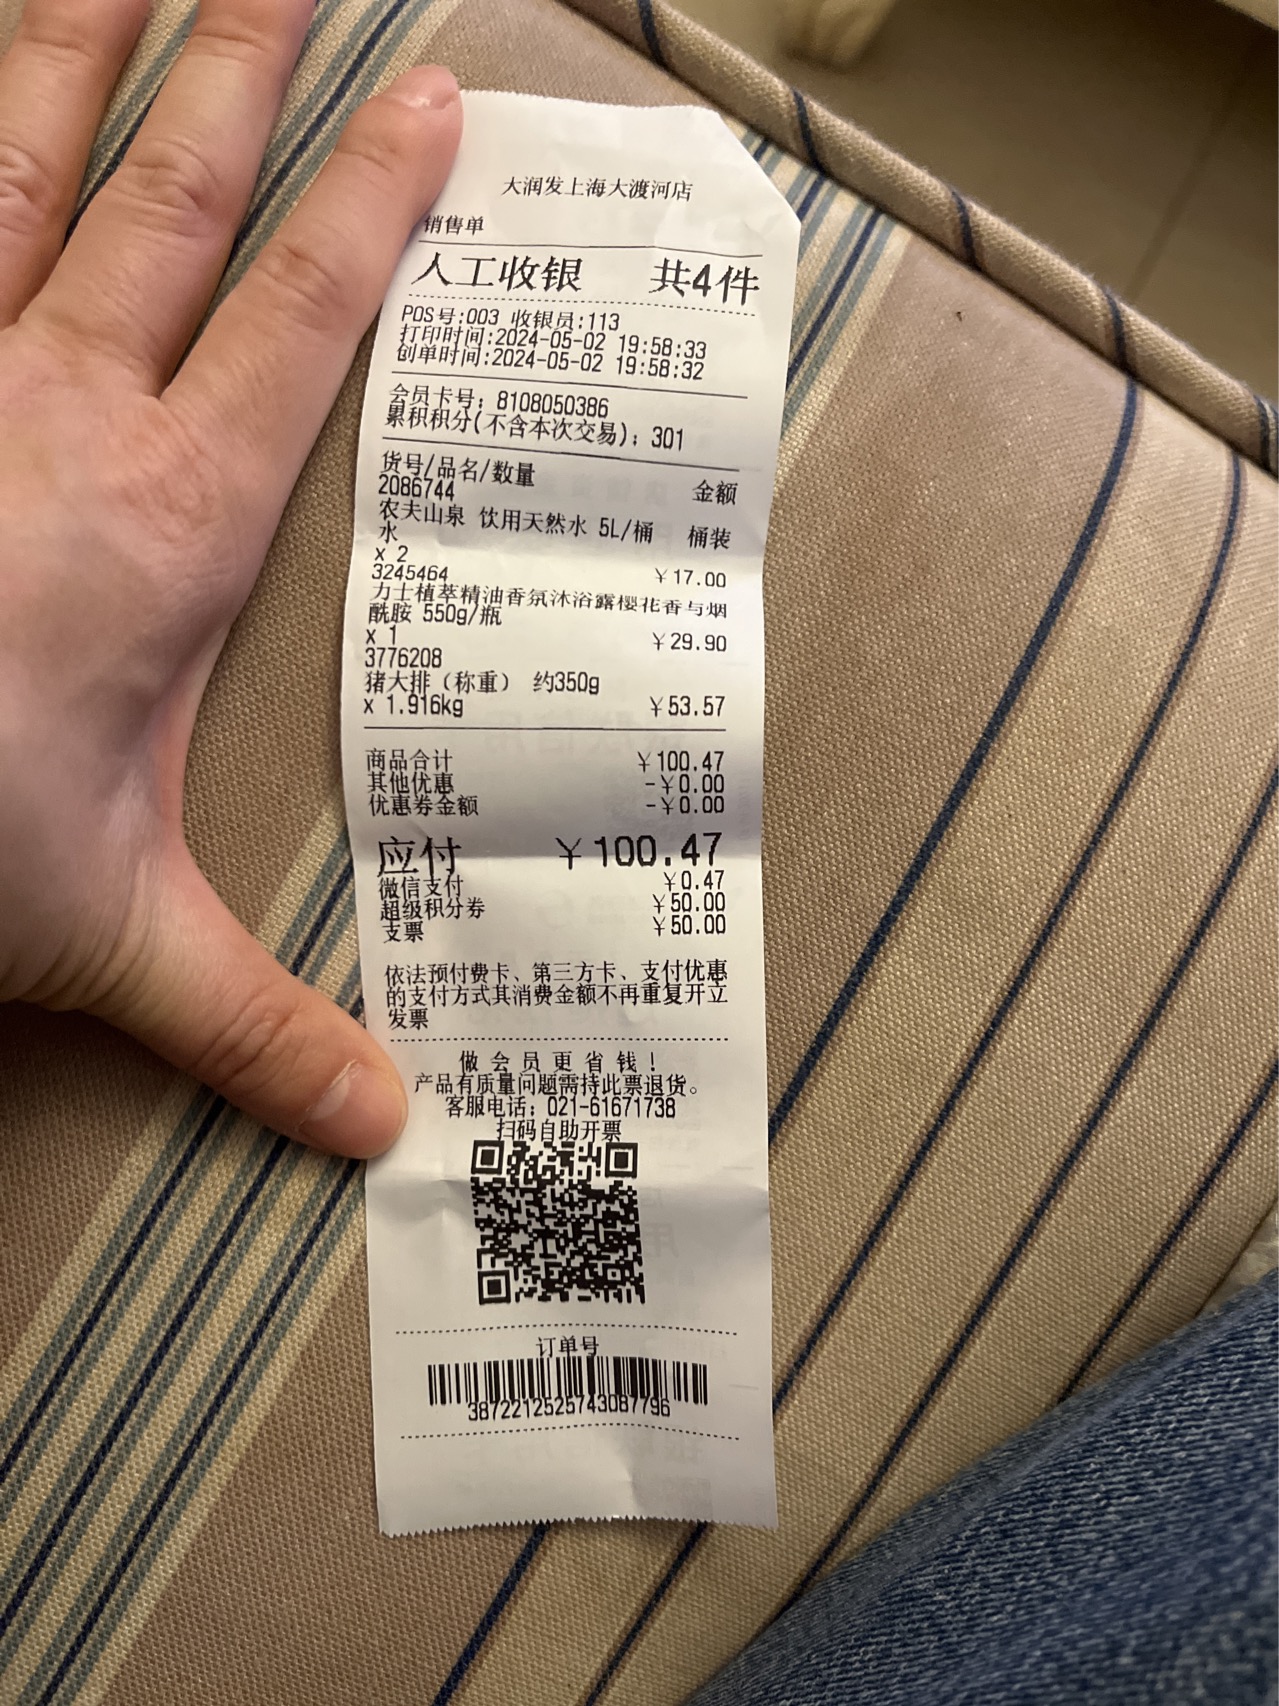 大润发上海大渡河店
销售单
人工收银 共4件
POS号:003 收银员:113
打印时间:2024-05-02 19:58:33
创单时间:2024-05-02 19:58:32
会员卡号: 8108050386
累积积分(不含本次交易): 301
货号/品名/数量 金额
2086744
农夫山泉 饮用天然水 5L/桶 桶装
水
x 2 ￥17.00
3245464
力士植萃精油香氛沐浴露樱花香与烟
酰胺 550g/瓶
x 1 ￥29.90
3776208
猪大排（称重） 约350g
x 1.916kg ￥53.57
商品合计 ￥100.47
其他优惠 -￥0.00
优惠券金额 -￥0.00
应付 ￥100.47
微信支付 ￥0.47
超级积分券 ￥50.00
支票 ￥50.00
依法预付费卡、第三方卡、支付优惠
的支付方式其消费金额不再重复开立
发票
做会员更省钱!
产品有质量问题需持此票退货。
客服电话: 021-61671738
扫码自助开票
订单号
3872212525743087796